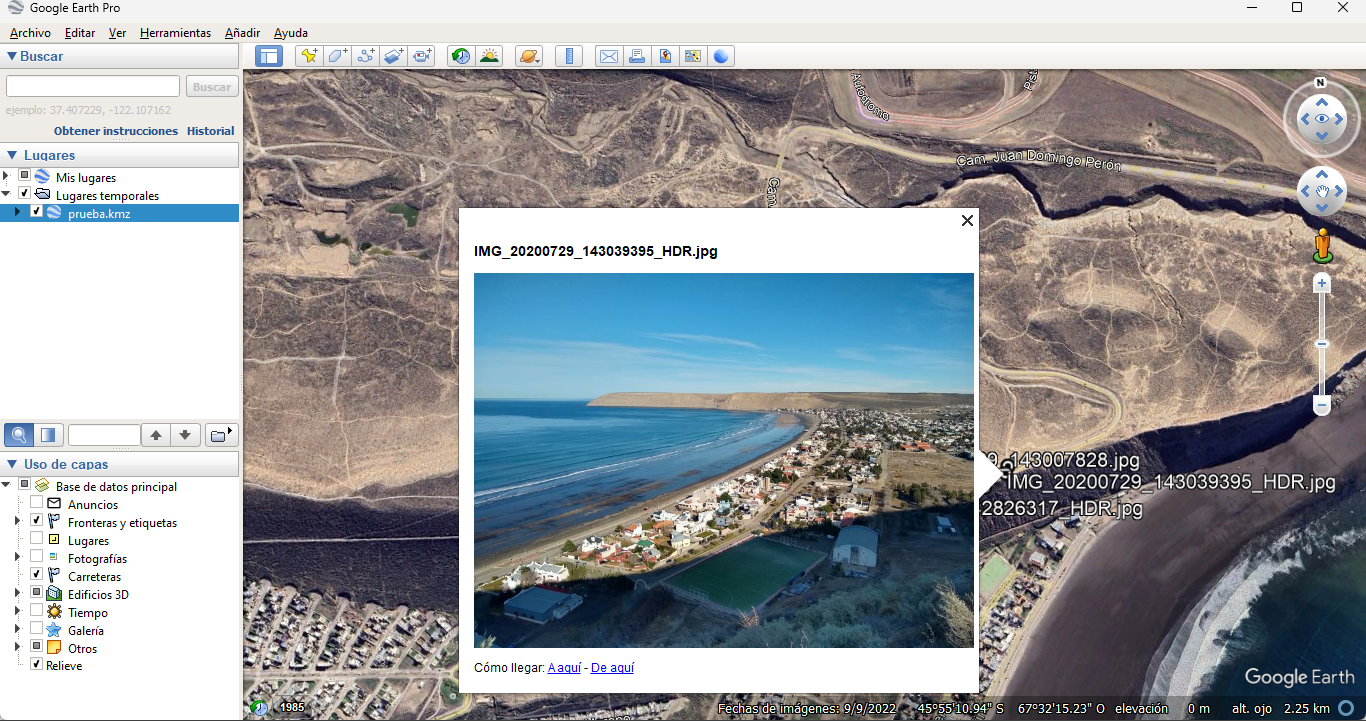 Google Earth Pro
Archivo Editar Ver Herramientas Añadir Ayuda
Buscar
Buscar
ejemplo: 37.407229, -122.107162
Obtener instrucciones Historial
Lugares
Mis lugares
Lugares temporales
prueba.kmz
Uso de capas
Base de datos principal
Anuncios
Fronteras y etiquetas
Lugares
Fotografías
Carreteras
Edificios 3D
Tiempo
Galería
Otros
Relieve
Autódromo
Pist
Cam. Juan Domingo Perón
Cam
N
IMG_20200729_143039395_HDR.jpg
Cómo llegar: A aquí - De aquí
9_143007828.jpg
IMG_20200729_143039395_HDR.jpg
2826317_HDR.jpg
Google Earth
1985
Fechas de imágenes: 9/9/2022 45°55'10.94" S 67°32'15.23" O elevación 0 m alt. ojo 2.25 km